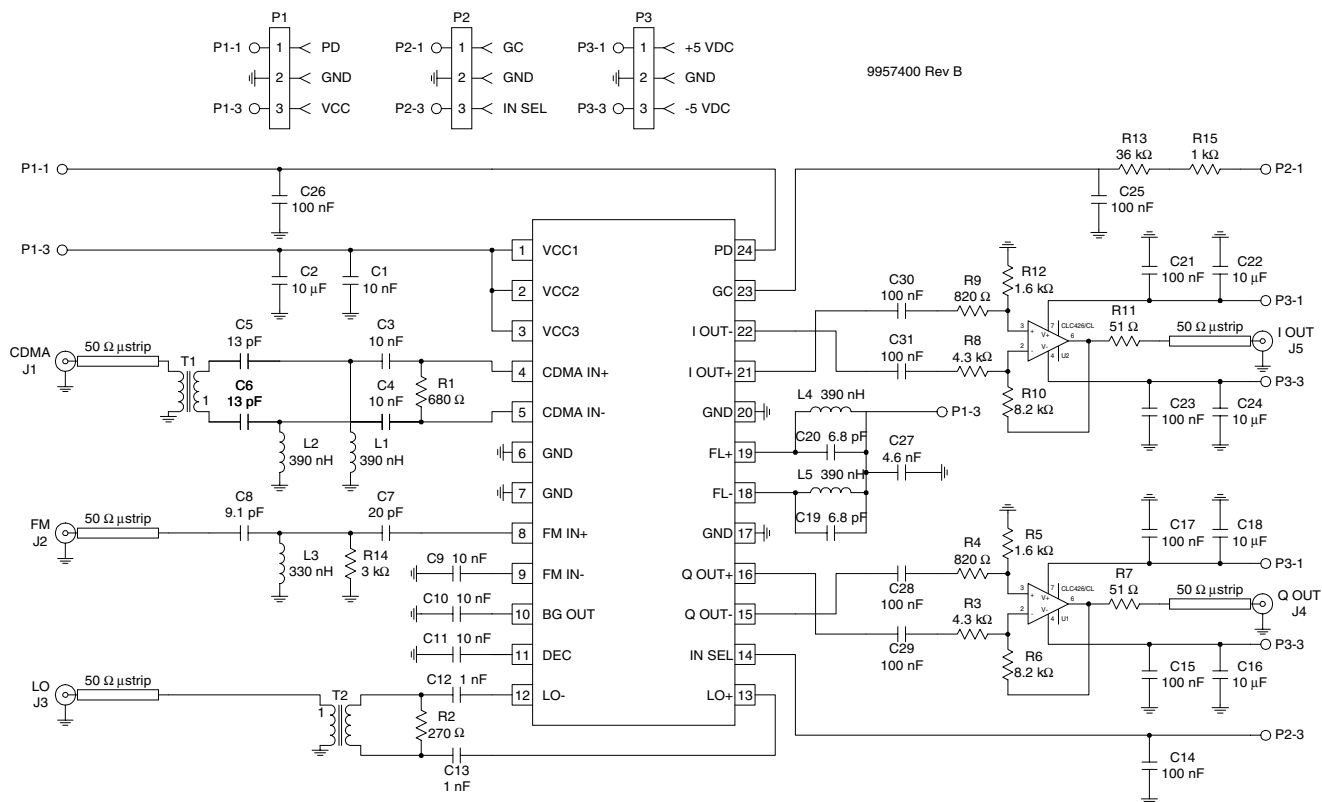 P1
P2
P3
P1-1 1 PD
P2-1 1 GC
P3-1 1 +5 VDC
2 GND
2 GND
2 GND
P1-3 3 VCC
P2-3 3 IN SEL
P3-3 3 -5 VDC
9957400 Rev B
P1-1
C26
100 nF
R13
36 kΩ
R15
1 kΩ
P2-1
C25
100 nF
P1-3
C2
10 µF
C1
10 nF
1 VCC1
2 VCC2
3 VCC3
4 CDMA IN+
5 CDMA IN-
6 GND
7 GND
8 FM IN+
9 FM IN-
10 BG OUT
11 DEC
12 LO-
PD 24
GC 23
I OUT- 22
I OUT+ 21
GND 20
FL+ 19
FL- 18
GND 17
Q OUT+ 16
Q OUT- 15
IN SEL 14
LO+ 13
CDMA
J1
50 Ω µstrip
T1
1
C5
13 pF
C6
13 pF
C3
10 nF
C4
10 nF
R1
680 Ω
L2
390 nH
L1
390 nH
FM
J2
50 Ω µstrip
C8
9.1 pF
C7
20 pF
L3
330 nH
R14
3 kΩ
C9 10 nF
C10 10 nF
C11 10 nF
C12 1 nF
LO
J3
50 Ω µstrip
T2
1
R2
270 Ω
C13
1 nF
C30
100 nF
R9
820 Ω
R12
1.6 kΩ
C31
100 nF
R8
4.3 kΩ
R10
8.2 kΩ
3
+
7
V+
CLC426/CL
2
-
V-
6
4
U2
C21
100 nF
C22
10 µF
P3-1
R11
51 Ω
50 Ω µstrip
I OUT
J5
P3-3
C23
100 nF
C24
10 µF
L4 390 nH
P1-3
C20 6.8 pF
C27
4.6 nF
L5 390 nH
C19 6.8 pF
C28
100 nF
R4
820 Ω
R5
1.6 kΩ
C29
100 nF
R3
4.3 kΩ
R6
8.2 kΩ
3
+
7
V+
CLC426/CL
2
-
V-
6
4
U1
C17
100 nF
C18
10 µF
P3-1
R7
51 Ω
50 Ω µstrip
Q OUT
J4
P3-3
C15
100 nF
C16
10 µF
P2-3
C14
100 nF